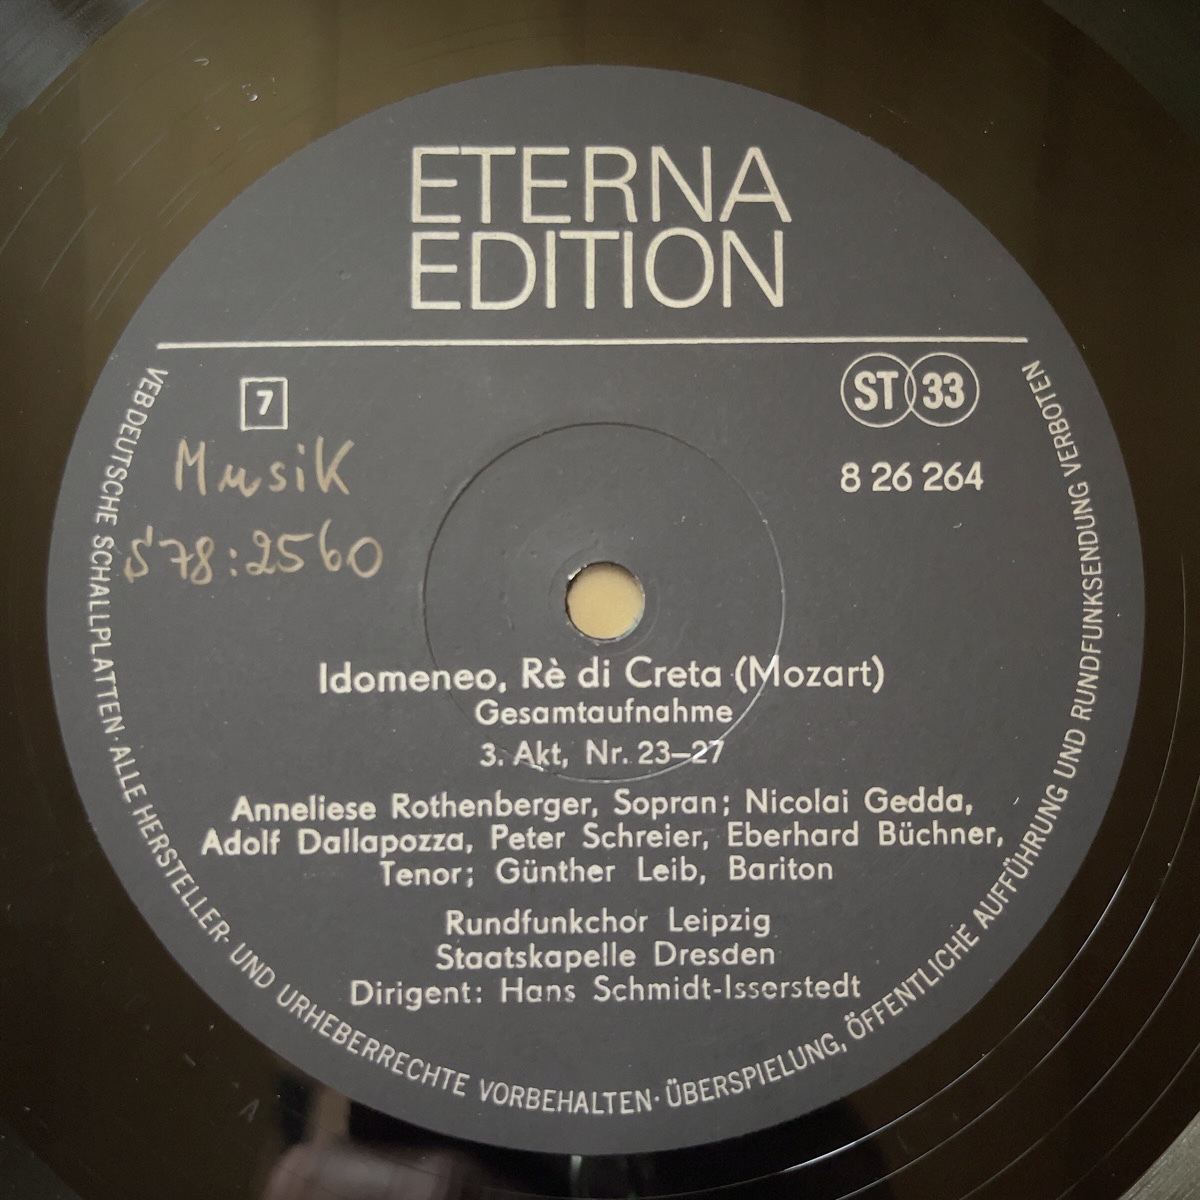 ETERNA
EDITION
7
ST 33
Musik
8 26 264
S78:2560
Idomeneo, Rè di Creta (Mozart)
Gesamtaufnahme
3. Akt, Nr. 23–27
Anneliese Rothenberger, Sopran; Nicolai Gedda,
Adolf Dallapozza, Peter Schreier, Eberhard Büchner,
Tenor; Günther Leib, Bariton
Rundfunkchor Leipzig
Staatskapelle Dresden
Dirigent: Hans Schmidt-Isserstedt
VEB DEUTSCHE SCHALLPLATTEN · ALLE HERSTELLER- UND URHEBERRECHTE VORBEHALTEN · ÜBERSPIELUNG, ÖFFENTLICHE AUFFÜHRUNG UND RUNDFUNKSENDUNG VERBOTEN